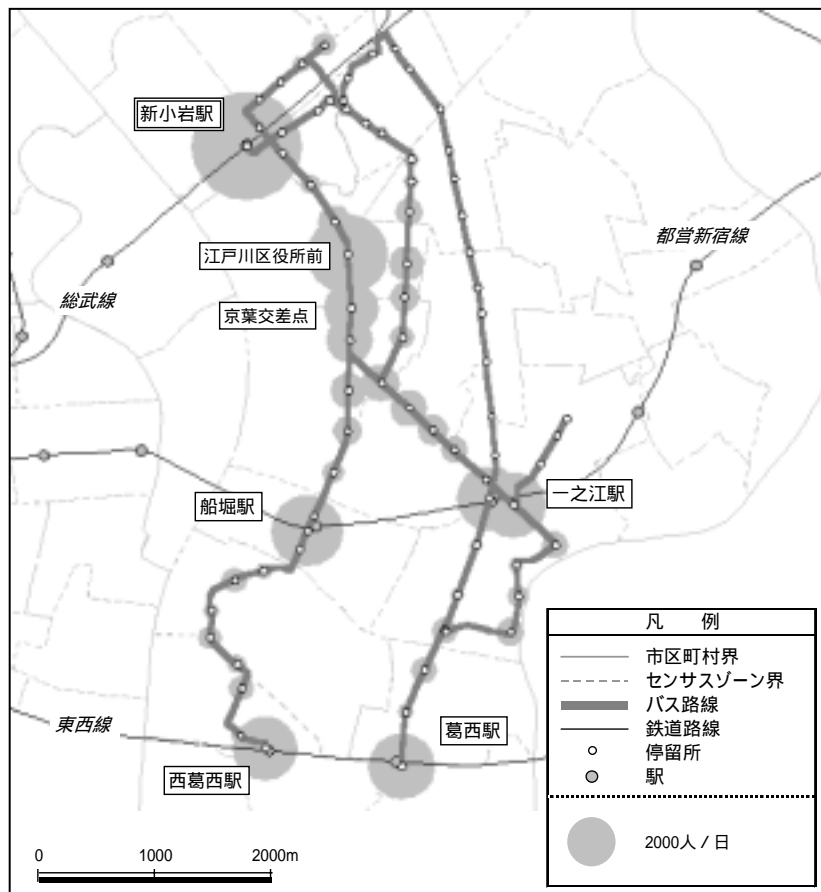 新小岩駅
江戸川区役所前
京葉交差点
都営新宿線
総武線
船堀駅
一之江駅
東西線
葛西駅
西葛西駅
凡 例
市区町村界
センサスゾーン界
バス路線
鉄道路線
停留所
駅
2000人 / 日
0 1000 2000m